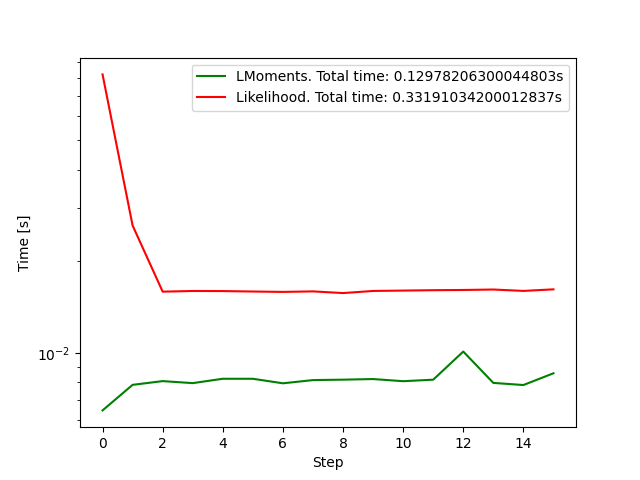 LMoments. Total time: 0.12978206300044803s
Likelihood. Total time: 0.33191034200012837s
Time [s]
10⁻²
0 2 4 6 8 10 12 14
Step